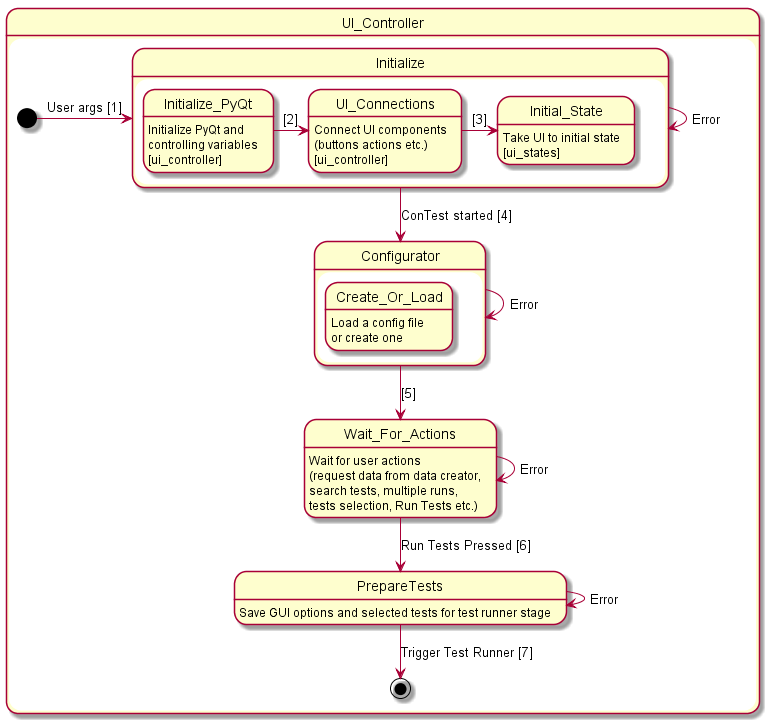 UI_Controller
Initialize
User args [1]
Initialize_PyQt
Initialize PyQt and
controlling variables
[ui_controller]
[2]
UI_Connections
Connect UI components
(buttons actions etc.)
[ui_controller]
[3]
Initial_State
Take UI to initial state
[ui_states]
Error
ConTest started [4]
Configurator
Create_Or_Load
Load a config file
or create one
Error
[5]
Wait_For_Actions
Wait for user actions
(request data from data creator,
search tests, multiple runs,
tests selection, Run Tests etc.)
Error
Run Tests Pressed [6]
PrepareTests
Save GUI options and selected tests for test runner stage
Error
Trigger Test Runner [7]